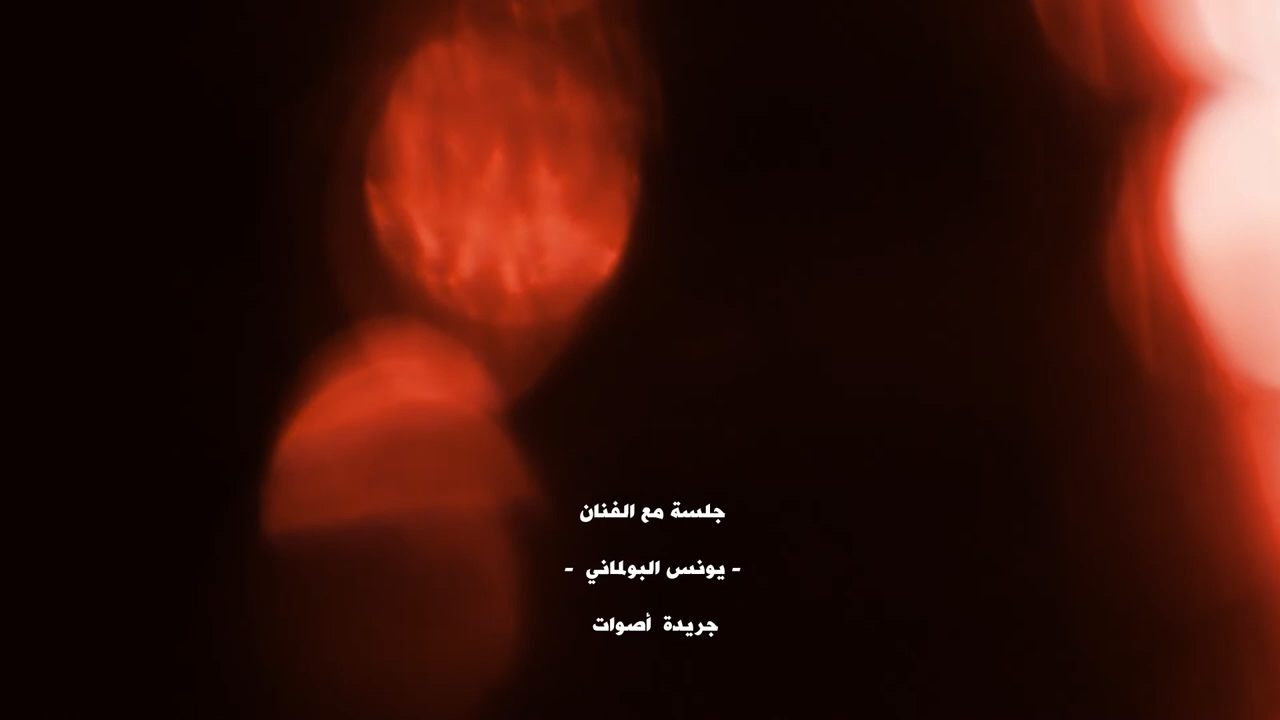 جلسة مع الفنان
- يونس البولماني -
جريدة أصوات